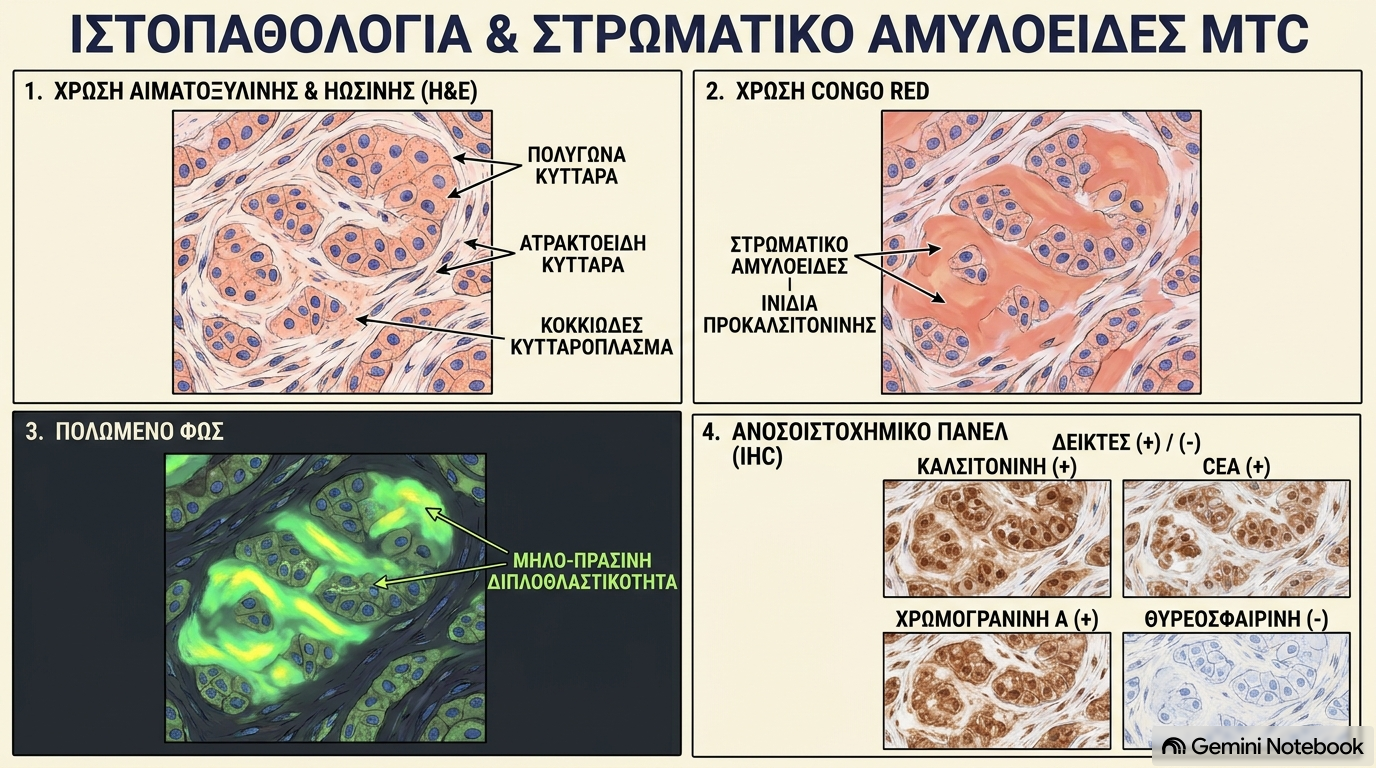 ΙΣΤΟΠΑΘΟΛΟΓΙΑ & ΣΤΡΩΜΑΤΙΚΟ ΑΜΥΛΟΕΙΔΕΣ MTC
1. ΧΡΩΣΗ ΑΙΜΑΤΟΞΥΛΙΝΗΣ & ΗΩΣΙΝΗΣ (H&E)
ΠΟΛΥΓΩΝΑ
ΚΥΤΤΑΡΑ
ΑΤΡΑΚΤΟΕΙΔΗ
ΚΥΤΤΑΡΑ
ΚΟΚΚΙΩΔΕΣ
ΚΥΤΤΑΡΟΠΛΑΣΜΑ
2. ΧΡΩΣΗ CONGO RED
ΣΤΡΩΜΑΤΙΚΟ
ΑΜΥΛΟΕΙΔΕΣ
ΙΝΙΔΙΑ
ΠΡΟΚΑΛΣΙΤΟΝΙΝΗΣ
3. ΠΟΛΩΜΕΝΟ ΦΩΣ
ΜΗΛΟ-ΠΡΑΣΙΝΗ
ΔΙΠΛΟΘΛΑΣΤΙΚΟΤΗΤΑ
4. ΑΝΟΣΟΙΣΤΟΧΗΜΙΚΟ ΠΑΝΕΛ
(IHC)
ΔΕΙΚΤΕΣ (+) / (-)
ΚΑΛΣΙΤΟΝΙΝΗ (+)
CEA (+)
ΧΡΩΜΟΓΡΑΝΙΝΗ Α (+)
ΘΥΡΕΟΣΦΑΙΡΙΝΗ (-)
Gemini Notebook